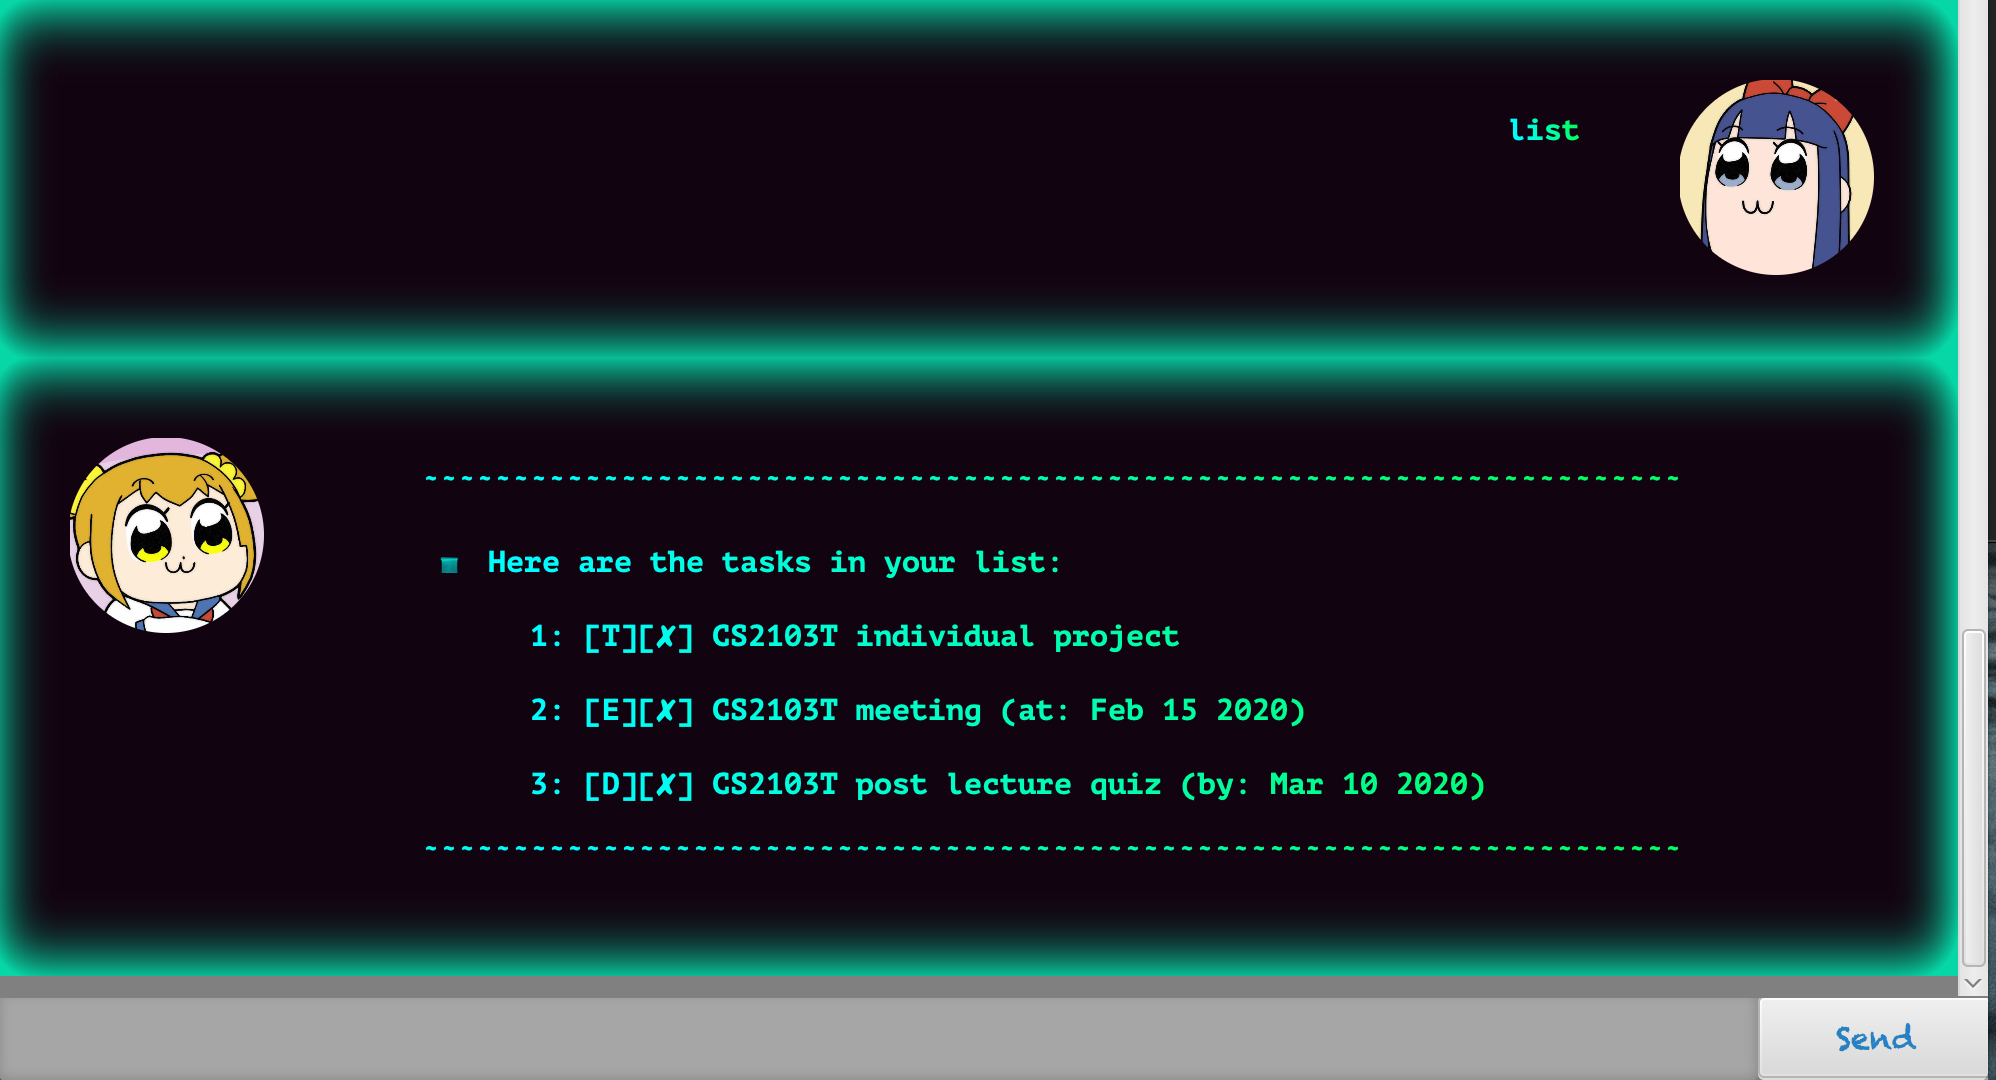 list
~~~~~~~~~~~~~~~~~~~~~~~~~~~~~~~~~~~~~~~~~~~~~~~~~~~~~~~~~~~~~~~~~~~~~~
Here are the tasks in your list:
1: [T][✘] CS2103T individual project
2: [E][✘] CS2103T meeting (at: Feb 15 2020)
3: [D][✘] CS2103T post lecture quiz (by: Mar 10 2020)
~~~~~~~~~~~~~~~~~~~~~~~~~~~~~~~~~~~~~~~~~~~~~~~~~~~~~~~~~~~~~~~~~~~~~~
Send